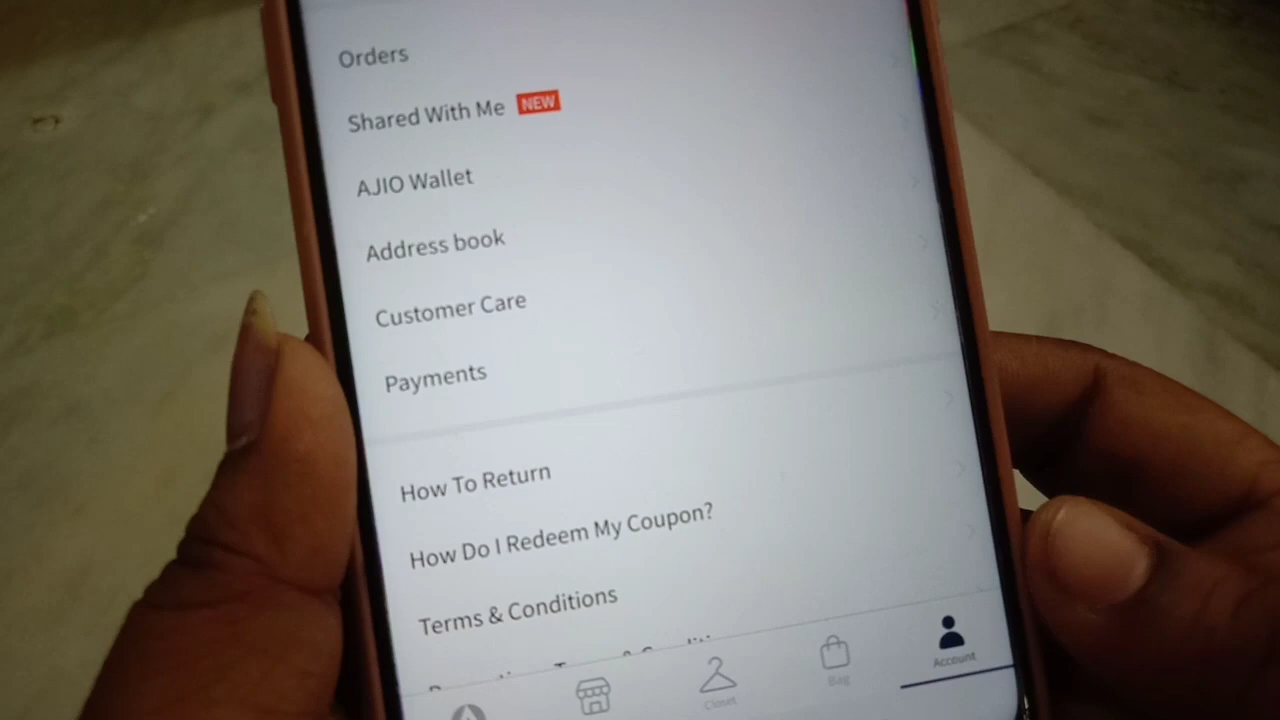 Orders
Shared With Me NEW
AJIO Wallet
Address book
Customer Care
Payments
How To Return
How Do I Redeem My Coupon?
Terms & Conditions
Closet
Bag
Account